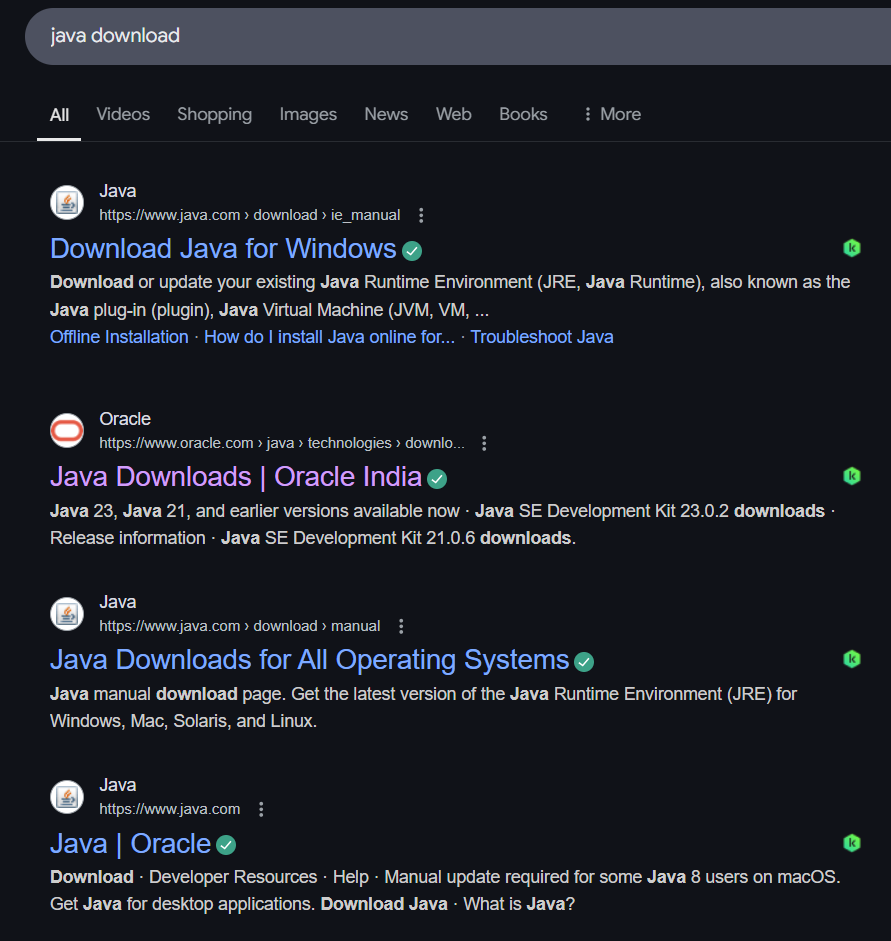 java download
All Videos Shopping Images News Web Books More
Java
https://www.java.com › download › ie_manual
Download Java for Windows
Download or update your existing Java Runtime Environment (JRE, Java Runtime), also known as the
Java plug-in (plugin), Java Virtual Machine (JVM, VM, ...
Offline Installation · How do I install Java online for... · Troubleshoot Java
Oracle
https://www.oracle.com › java › technologies › downlo...
Java Downloads | Oracle India
Java 23, Java 21, and earlier versions available now · Java SE Development Kit 23.0.2 downloads ·
Release information · Java SE Development Kit 21.0.6 downloads.
Java
https://www.java.com › download › manual
Java Downloads for All Operating Systems
Java manual download page. Get the latest version of the Java Runtime Environment (JRE) for
Windows, Mac, Solaris, and Linux.
Java
https://www.java.com
Java | Oracle
Download · Developer Resources · Help · Manual update required for some Java 8 users on macOS.
Get Java for desktop applications. Download Java · What is Java?